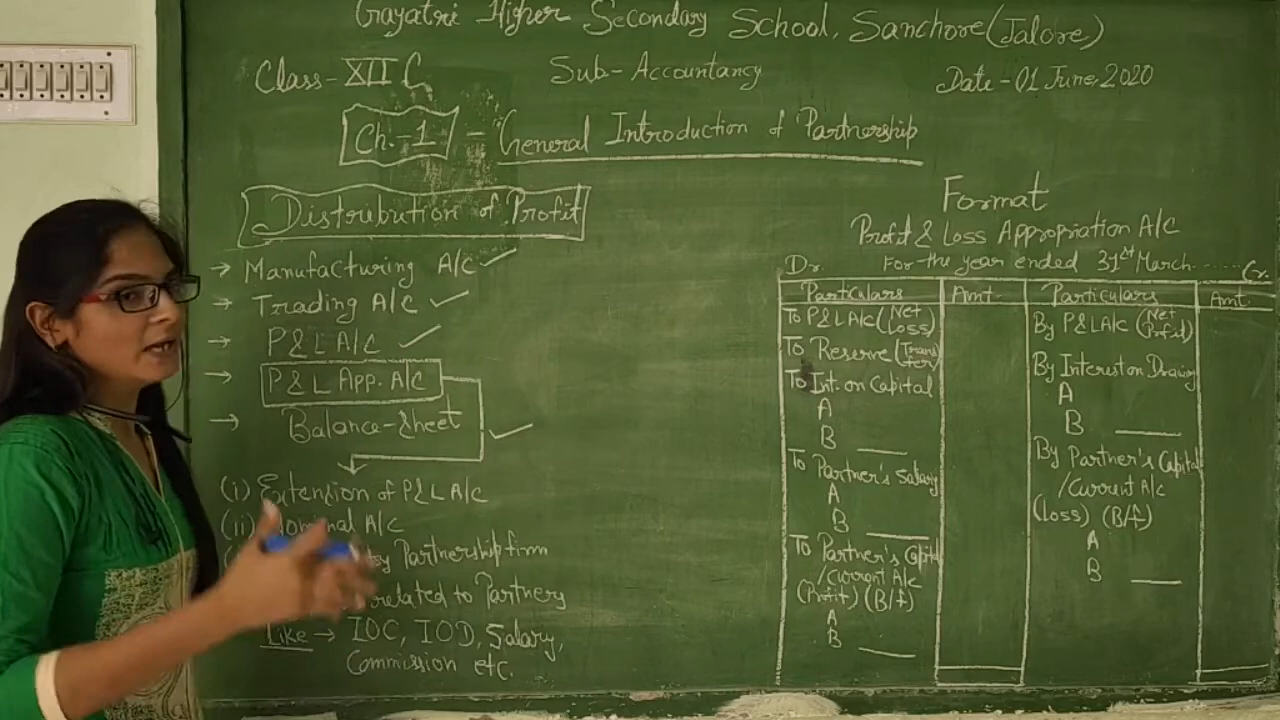 Gayatri Higher Secondary School, Sanchore (Jalore)
Class - XII C
Sub - Accountancy
Date - 01 June, 2020
Ch.-1 - General Introduction of Partnership
Distribution of Profit
→ Manufacturing A/c ✓
→ Trading A/c ✓
→ P&L A/c ✓
→ P&L App. A/c
→ Balance-Sheet ✓
(i) Extension of P&L A/c
(ii) Nominal A/c
by Partnership firm
related to Partners
Like → IOC, IOD, Salary,
Commission etc.
Format
Profit & Loss Appropriation A/c
For the year ended 31st March......
Dr.
Cr.
Particulars
Amt.
Particulars
Amt.
To P&L A/c (Net
Loss)
To Reserve (Trans
fer)
To Int. on Capital
A
B
To Partner's Salary
A
B
To Partner's Capital
/Current A/c
(Profit) (B/f)
A
B
By P&L A/c (Net
Profit)
By Interest on Drawing
A
B
By Partner's Capital
/Current A/c
(Loss) (B/f)
A
B